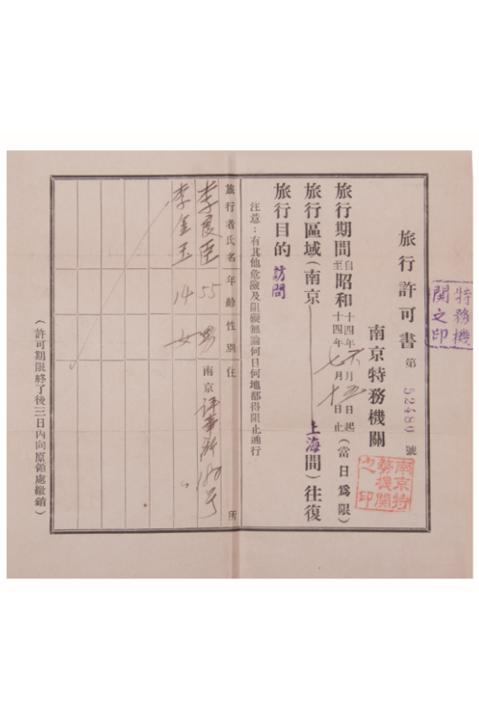 旅行許可書 第 52480 號
特務機
関之印
南京特務機關
南京特
務機關
之印
旅行期間 自昭和十四年六月 日起
至昭和十四年七月十日止 (當日爲限)
旅行區域 (南京 上海間) 往復
旅行目的 訪問
注意:有其他危險及阻礙無論何日何地都得阻止通行
旅行者氏名 年齡 性別 住 所
李良臣 55 男 南京評事街180号
李金玉 14 女 〃
(許可期限終了後三日內向原領處繳銷)